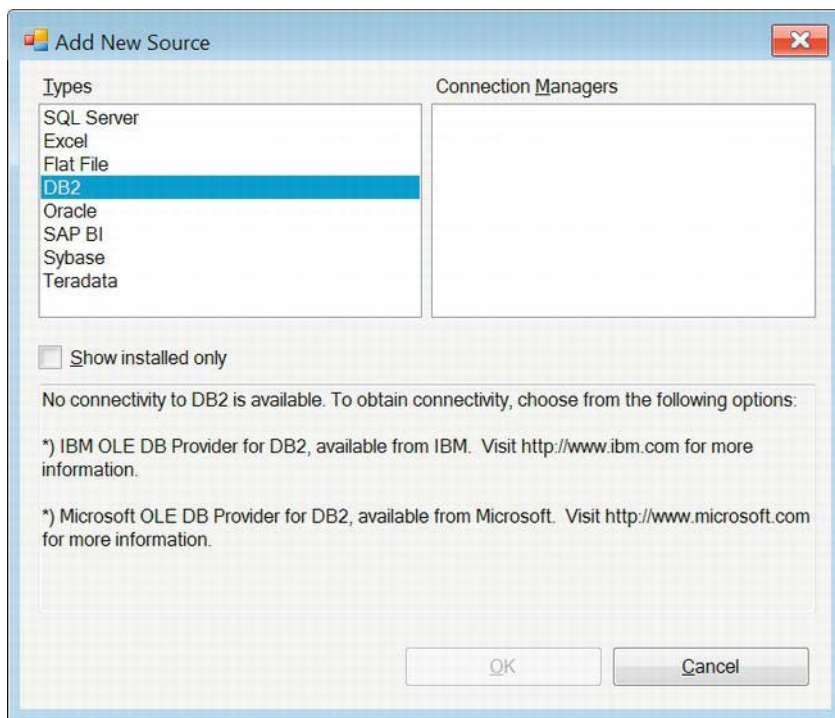 Add New Source
Types
Connection Managers
SQL Server
Excel
Flat File
DB2
Oracle
SAP BI
Sybase
Teradata
Show installed only
No connectivity to DB2 is available. To obtain connectivity, choose from the following options:
*) IBM OLE DB Provider for DB2, available from IBM.  Visit http://www.ibm.com for more
information.
*) Microsoft OLE DB Provider for DB2, available from Microsoft.  Visit http://www.microsoft.com
for more information.
OK
Cancel